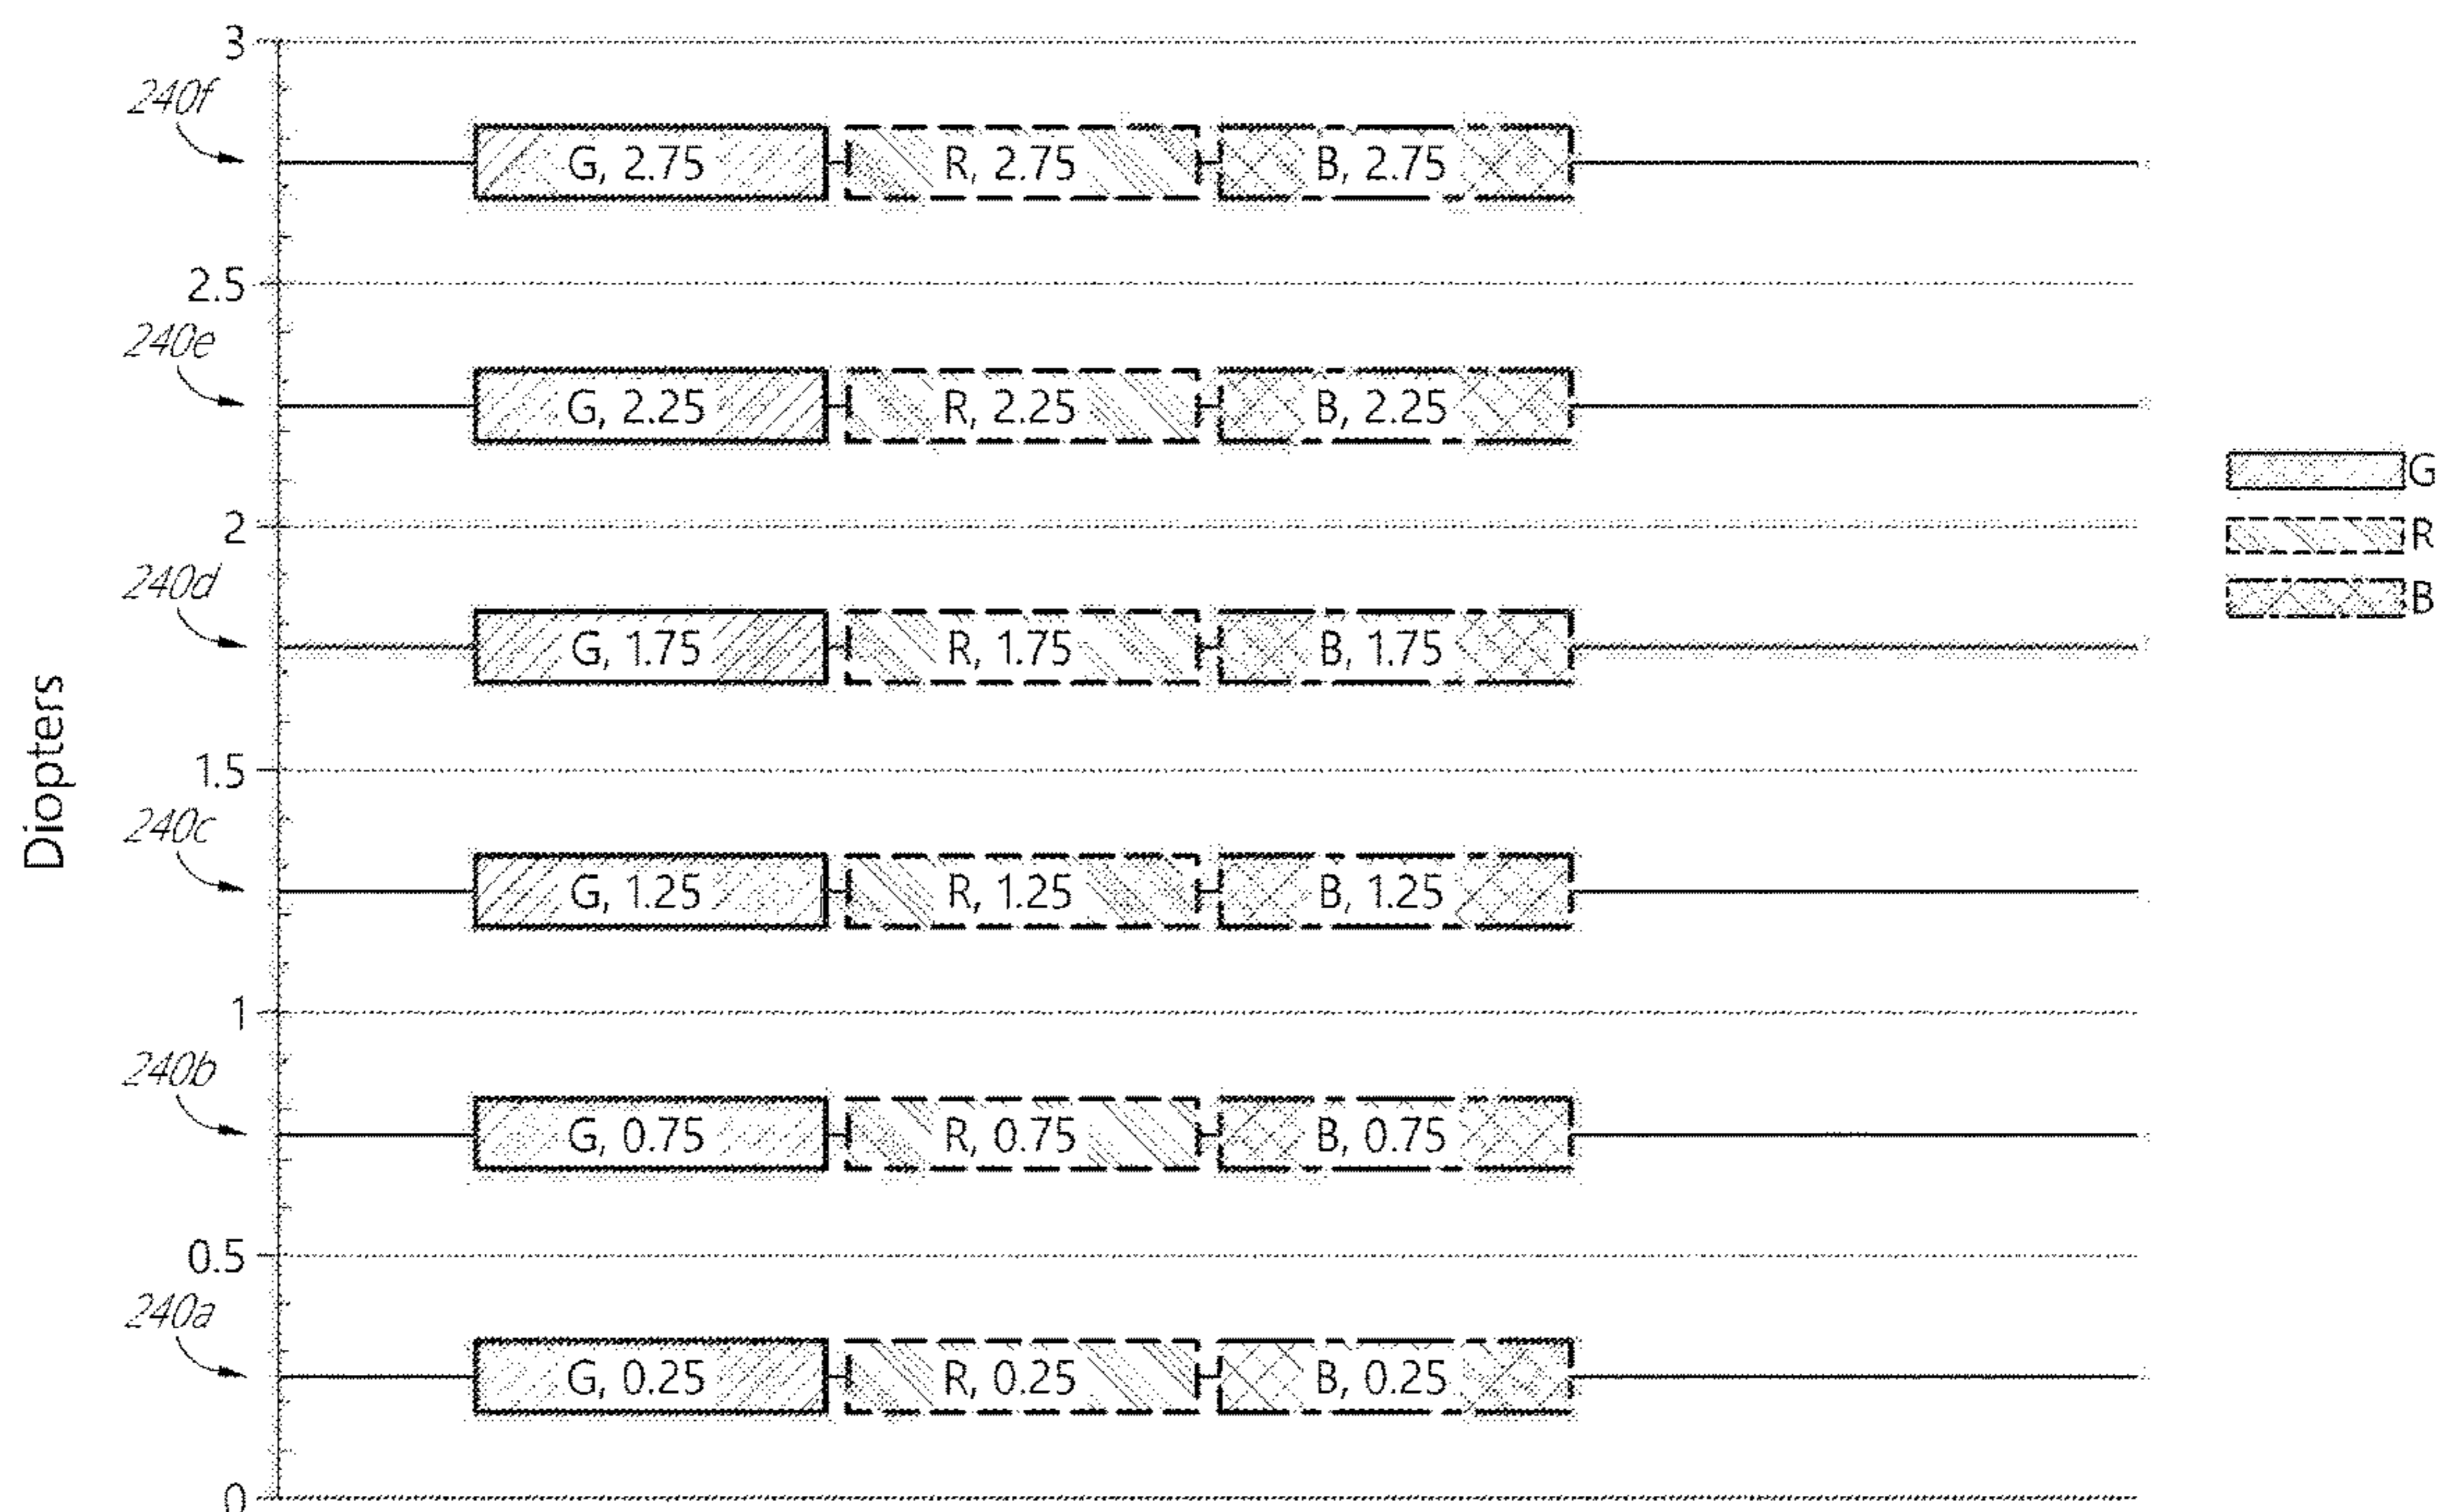 3
240f
G, 2.75 R, 2.75 B, 2.75
2.5
240e
G, 2.25 R, 2.25 B, 2.25
G
2
R
240d
B
G, 1.75 R, 1.75 B, 1.75
Diopters
1.5
240c
G, 1.25 R, 1.25 B, 1.25
1
240b
G, 0.75 R, 0.75 B, 0.75
0.5
240a
G, 0.25 R, 0.25 B, 0.25
0